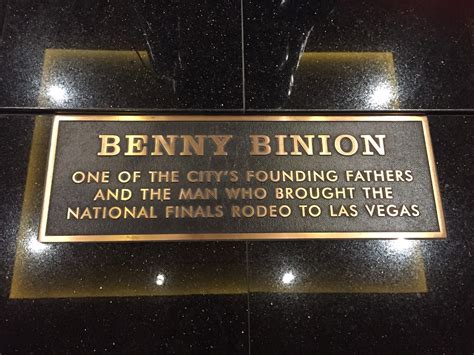 BENNY BINION
ONE OF THE CITY'S FOUNDING FATHERS
AND THE MAN WHO BROUGHT THE
NATIONAL FINALS RODEO TO LAS VEGAS